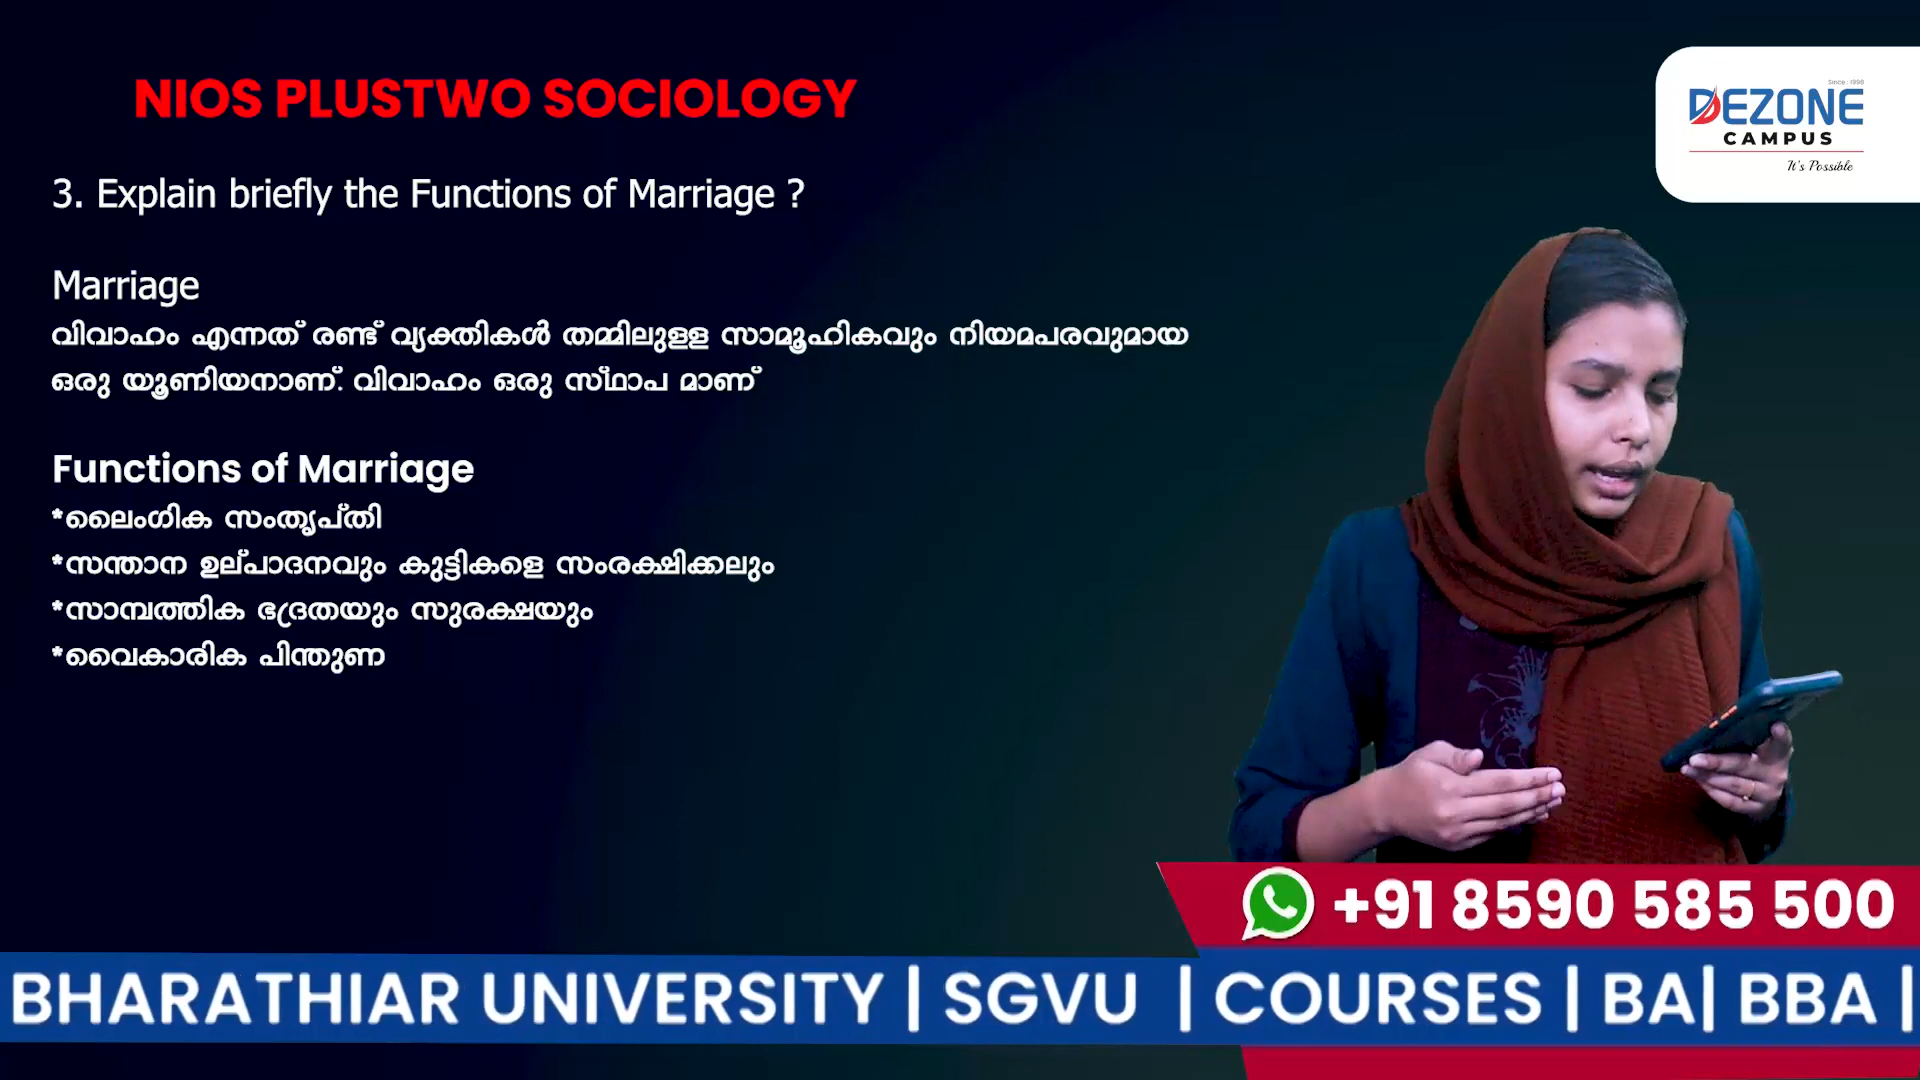 NIOS PLUSTWO SOCIOLOGY
Since : 1998
DEZONE
CAMPUS
It's Possible
3. Explain briefly the Functions of Marriage ?
Marriage
വിവാഹം എന്നത് രണ്ട് വ്യക്തികൾ തമ്മിലുള്ള സാമൂഹികവും നിയമപരവുമായ
ഒരു യൂണിയനാണ്. വിവാഹം ഒരു സ്ഥാപ മാണ്
Functions of Marriage
*ലൈംഗിക സംതൃപ്തി
*സന്താന ഉല്പാദനവും കുട്ടികളെ സംരക്ഷിക്കലും
*സാമ്പത്തിക ഭദ്രതയും സുരക്ഷയും
*വൈകാരിക പിന്തുണ
+91 8590 585 500
BHARATHIAR UNIVERSITY | SGVU | COURSES | BA| BBA |